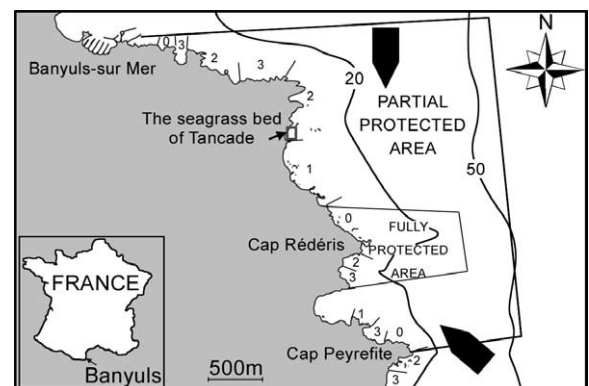 N
0
3
2
3
Banyuls-sur Mer
20
PARTIAL
PROTECTED
AREA
2
The seagrass bed
of Tancade
50
1
0
FULLY
Cap Rédéris
PROTECTED
2
AREA
3
FRANCE
1
3
0
Cap Peyrefite
2
500m
Banyuls
3